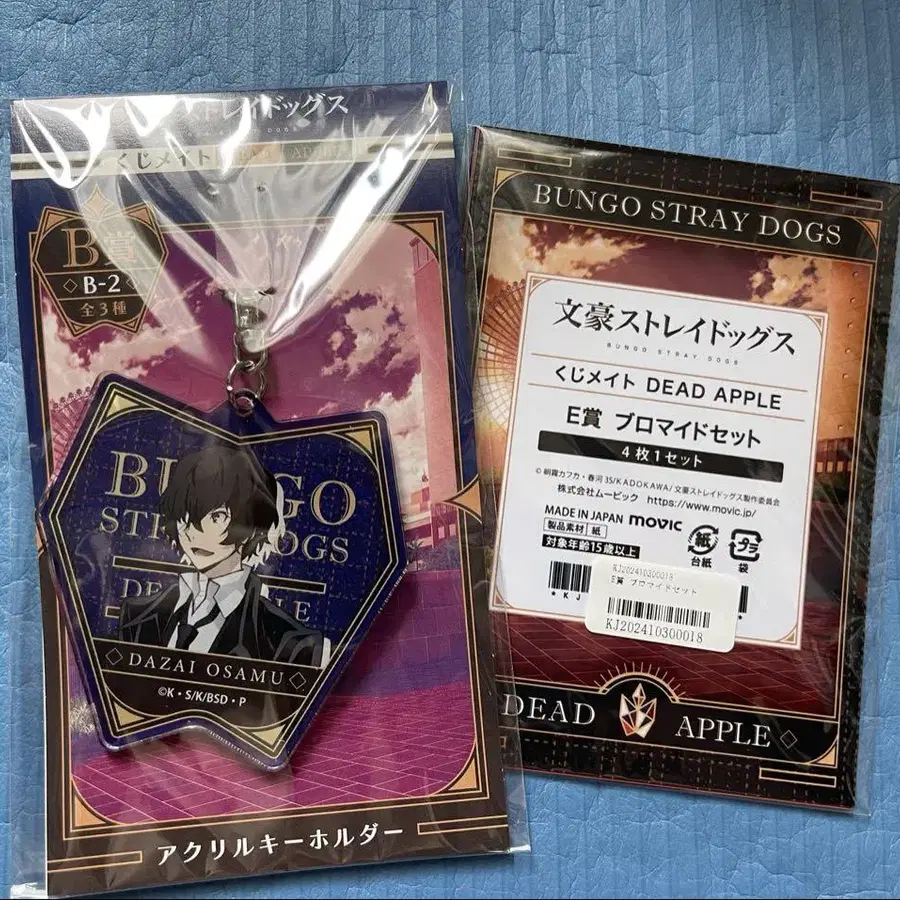 ストレイドッグス
くじメイト
B賞
B-2
全3種
BUNGO
STRAY DOGS
DAZAI OSAMU
©K・S/K/BSD・P
アクリルキーホルダー
BUNGO STRAY DOGS
文豪ストレイドッグス
BUNGO STRAY DOGS
くじメイト DEAD APPLE
E賞 ブロマイドセット
4枚1セット
© 朝霧カフカ・春河35/KADOKAWA/文豪ストレイドッグス製作委員会
株式会社ムービック https://www.movic.jp/
MADE IN JAPAN movic
製品素材 紙
対象年齢15歳以上
紙
台紙
プラ
袋
*KJ
KJ202410300018
E賞 ブロマイドセット
KJ202410300018
DEAD APPLE